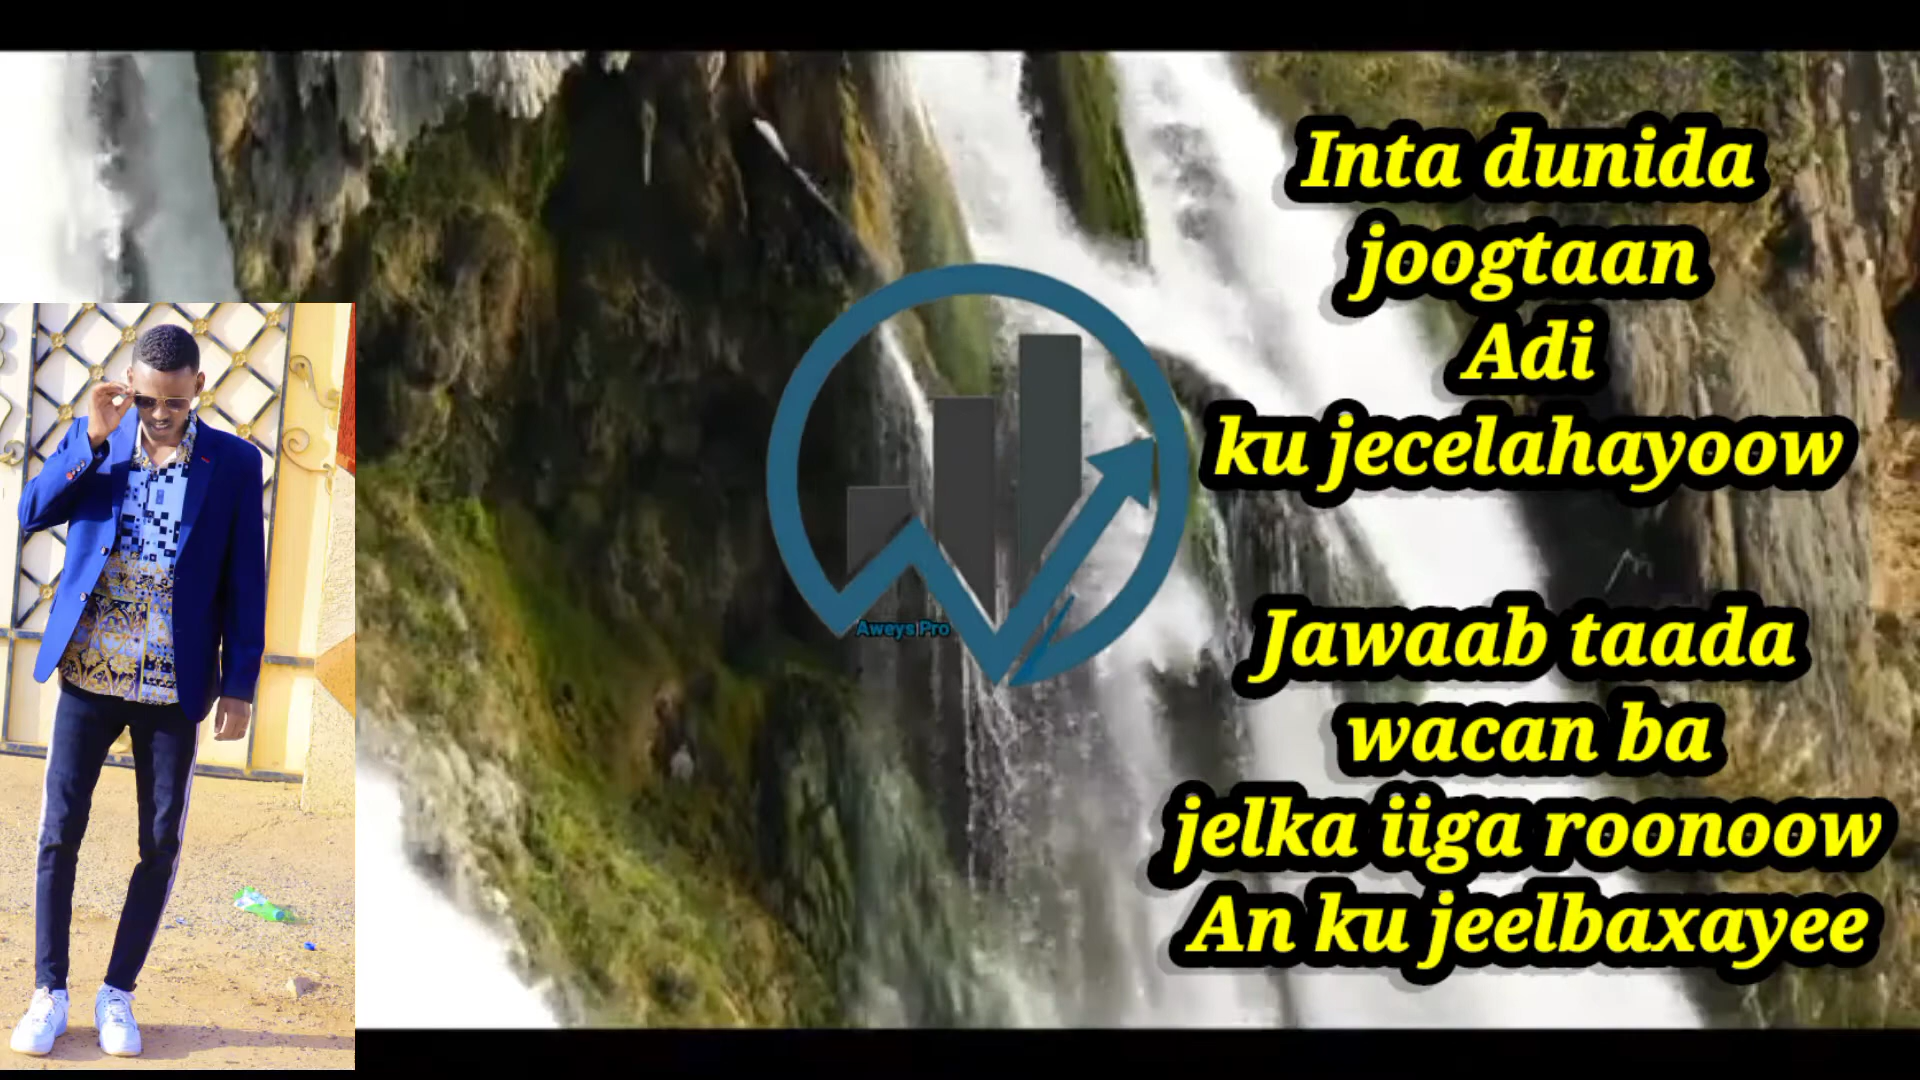 Inta dunida
joogtaan
Adi
ku jecelahayoow
Jawaab taada
wacan ba
jelka iiga roonoow
An ku jeelbaxayee
Aweys Pro